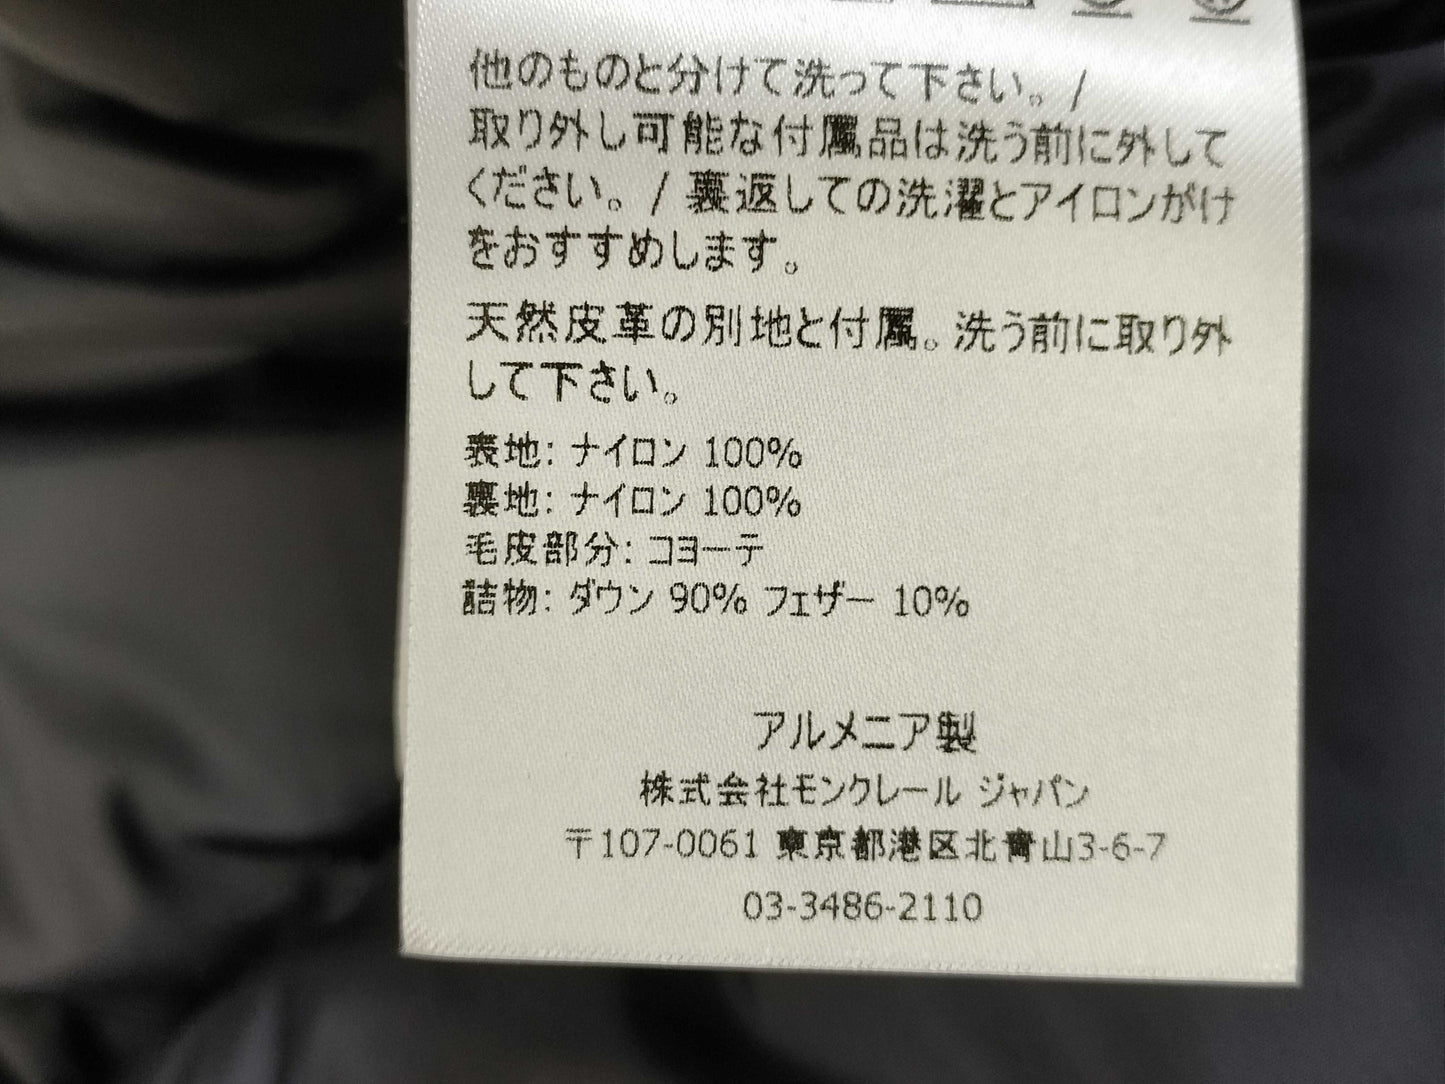 他のものと分けて洗って下さい。/
取り外し可能な付属品は洗う前に外して
ください。/ 裏返しての洗濯とアイロンがけ
をおすすめします。
天然皮革の別地と付属。洗う前に取り外
して下さい。
表地: ナイロン 100%
裏地: ナイロン 100%
毛皮部分: コヨーテ
詰物: ダウン 90% フェザー 10%
アルメニア製
株式会社モンクレール ジャパン
〒107-0061 東京都港区北青山3-6-7
03-3486-2110